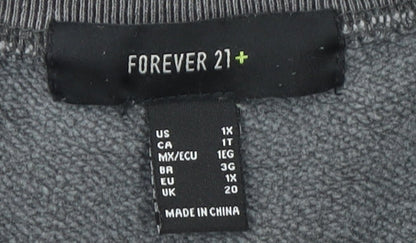 FOREVER 21+
US 1X
CA 1T
MX/ECU 1EG
BR 3G
EU 1X
UK 20
MADE IN CHINA